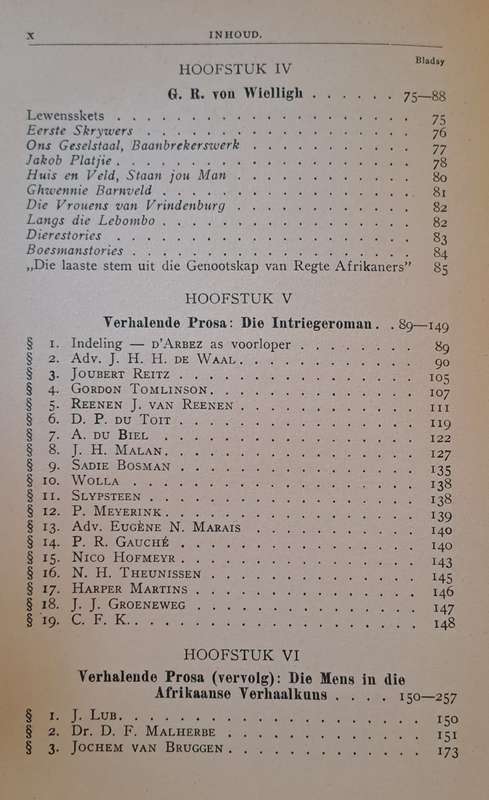 x INHOUD.
Bladsy
HOOFSTUK IV
G. R. von Wielligh . . . . . . 75—88
Lewensskets . . . . . . . . . . . . . . 75
Eerste Skrywers . . . . . . . . . . . . . 76
Ons Geselstaal, Baanbrekerswerk . . . . . . . . 77
Jakob Platjie . . . . . . . . . . . . . . 78
Huis en Veld, Staan jou Man . . . . . . . . . 80
Ghwennie Barnveld . . . . . . . . . . . . 81
Die Vrouens van Vrindenburg . . . . . . . . . 82
Langs die Lebombo . . . . . . . . . . . . 82
Dierestories . . . . . . . . . . . . . . 83
Boesmanstories . . . . . . . . . . . . . 84
„Die laaste stem uit die Genootskap van Regte Afrikaners” 85
HOOFSTUK V
Verhalende Prosa: Die Intriegeroman. . . 89—149
§ 1. Indeling — D'ARBEZ as voorloper . . . . . . . 89
§ 2. ADV. J. H. H. DE WAAL . . . . . . . . . . 90
§ 3. JOUBERT REITZ . . . . . . . . . . . . 105
§ 4. GORDON TOMLINSON . . . . . . . . . . . 107
§ 5. REENEN J. VAN REENEN . . . . . . . . . . 111
§ 6. D. P. DU TOIT . . . . . . . . . . . . 119
§ 7. A. DU BIEL . . . . . . . . . . . . . 122
§ 8. J. H. MALAN . . . . . . . . . . . . . 127
§ 9. SADIE BOSMAN . . . . . . . . . . . . 135
§ 10. WOLLA . . . . . . . . . . . . . . 138
§ 11. SLYPSTEEN . . . . . . . . . . . . . 138
§ 12. P. MEYERINK . . . . . . . . . . . . . 139
§ 13. ADV. EUGÈNE N. MARAIS . . . . . . . . . 140
§ 14. P. R. GAUCHÉ . . . . . . . . . . . . 140
§ 15. NICO HOFMEYR . . . . . . . . . . . . 143
§ 16. N. H. THEUNISSEN . . . . . . . . . . . 145
§ 17. HARPER MARTINS . . . . . . . . . . . . 146
§ 18. J. J. GROENEWEG . . . . . . . . . . . . 147
§ 19. C. F. K. . . . . . . . . . . . . . . 148
HOOFSTUK VI
Verhalende Prosa (vervolg): Die Mens in die
Afrikaanse Verhaalkuns . . . . 150—257
§ 1. J. LUB . . . . . . . . . . . . . . 150
§ 2. DR. D. F. MALHERBE . . . . . . . . . . 151
§ 3. JOCHEM VAN BRUGGEN . . . . . . . . . . 173